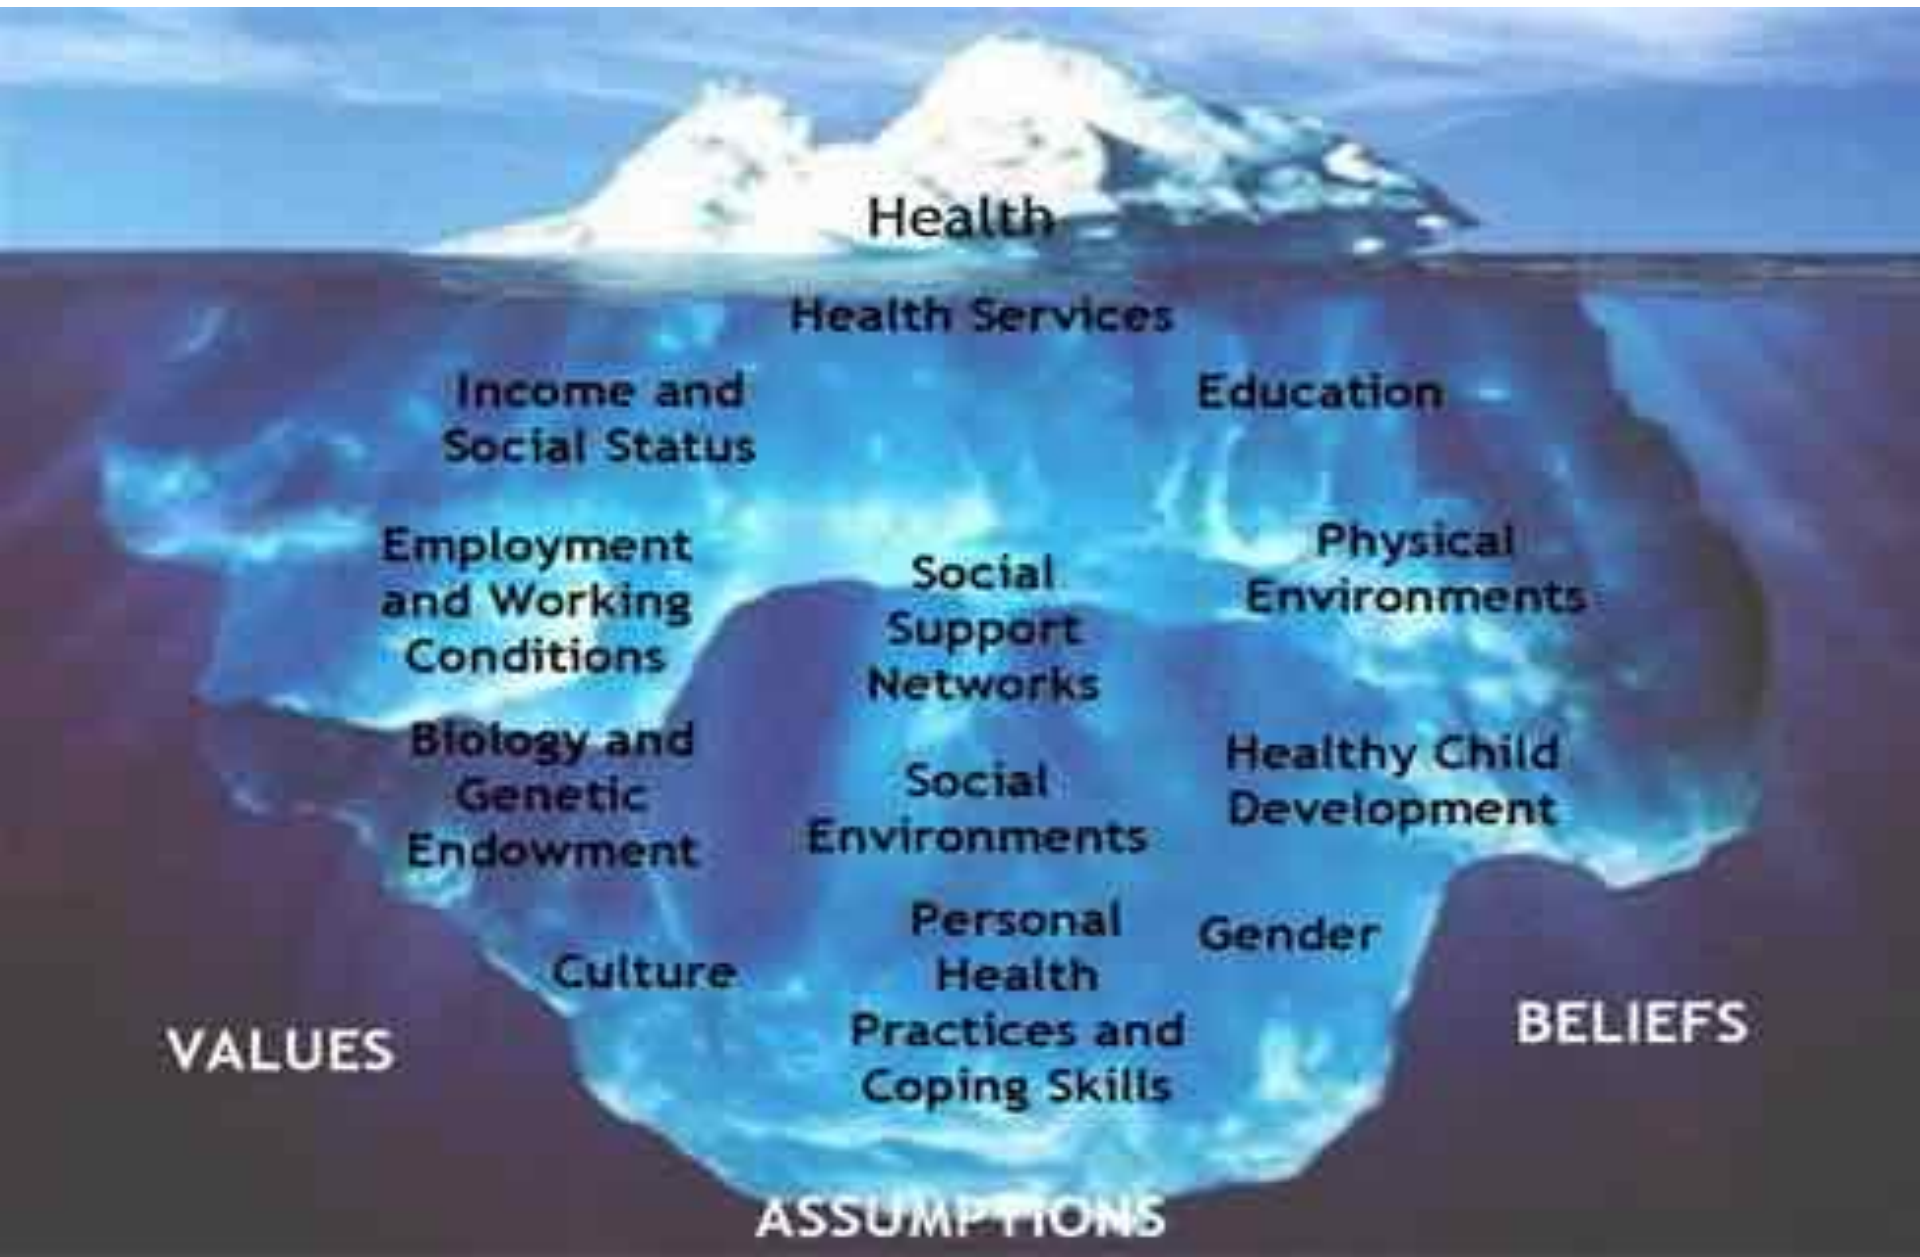 Health
Health Services
Income and
Social Status
Education
Employment
and Working
Conditions
Social
Support
Networks
Physical
Environments
Biology and
Genetic
Endowment
Social
Environments
Healthy Child
Development
Culture
Personal
Health
Practices and
Coping Skills
Gender
VALUES
BELIEFS
ASSUMPTIONS